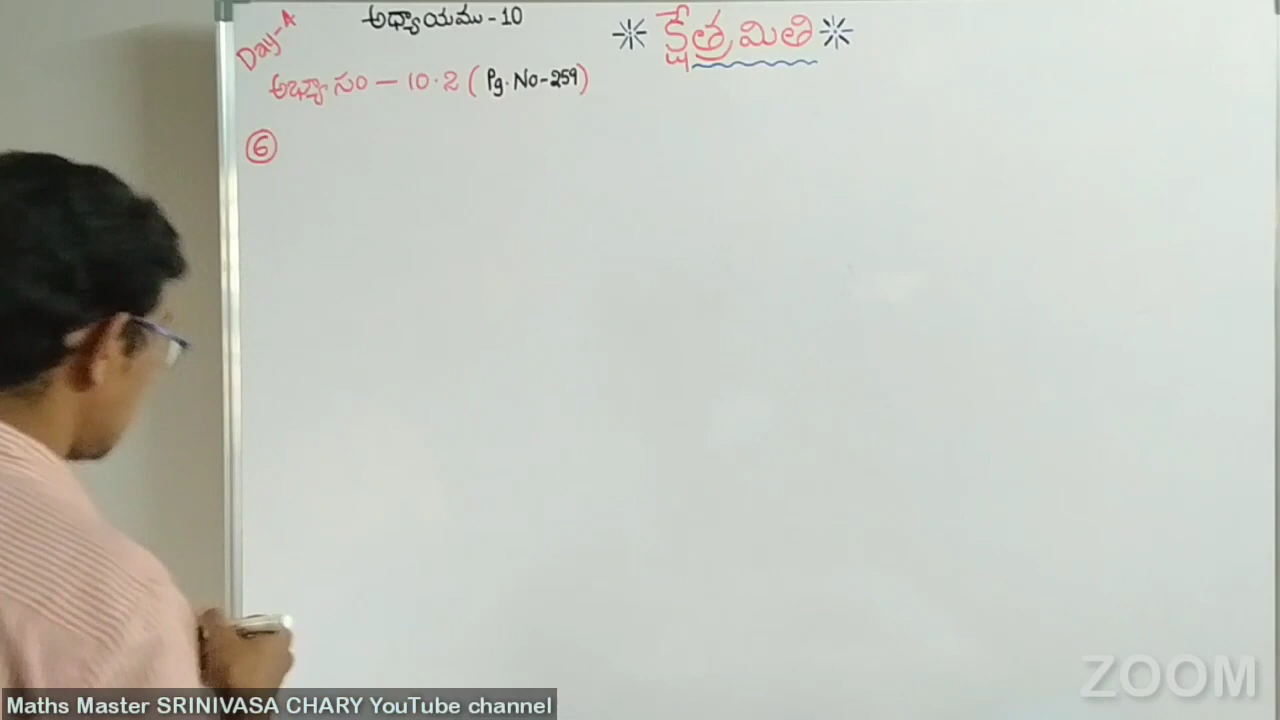 Day-4
అధ్యాయము - 10
* క్షేత్రమితి *
అభ్యాసం - 10.2 ( Pg. No-259)
6
ZOOM
Maths Master SRINIVASA CHARY YouTube channel